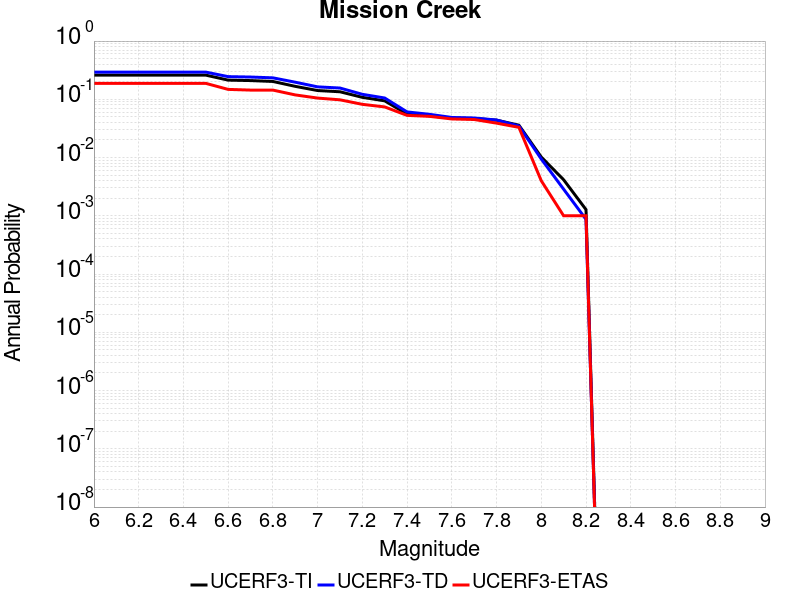 Mission Creek
10^0
10^-1
10^-2
10^-3
10^-4
10^-5
10^-6
10^-7
10^-8
Annual Probability
6 6.2 6.4 6.6 6.8 7 7.2 7.4 7.6 7.8 8 8.2 8.4 8.6 8.8 9
Magnitude
UCERF3-TI UCERF3-TD UCERF3-ETAS